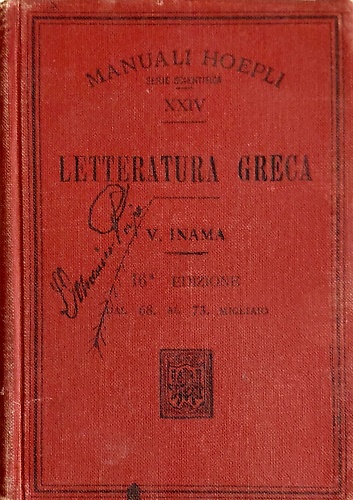 MANUALI HOEPLI
SERIE SCIENTIFICA
XXIV
LETTERATURA GRECA
V. INAMA
16ª EDIZIONE
DAL 68. AL 73. MIGLIAIO